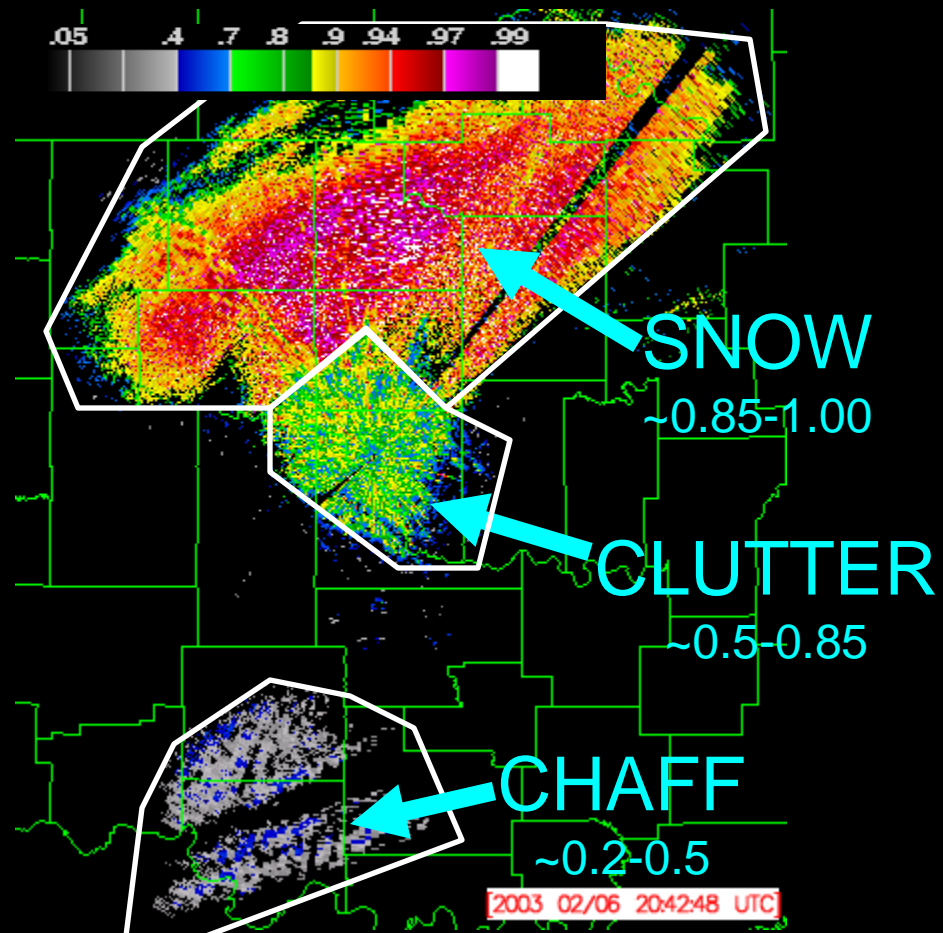 .05 .4 .7 .8 .9 .94 .97 .99
SNOW
~0.85-1.00
CLUTTER
~0.5-0.85
CHAFF
~0.2-0.5
[2003 02/06 20:42:48 UTC]